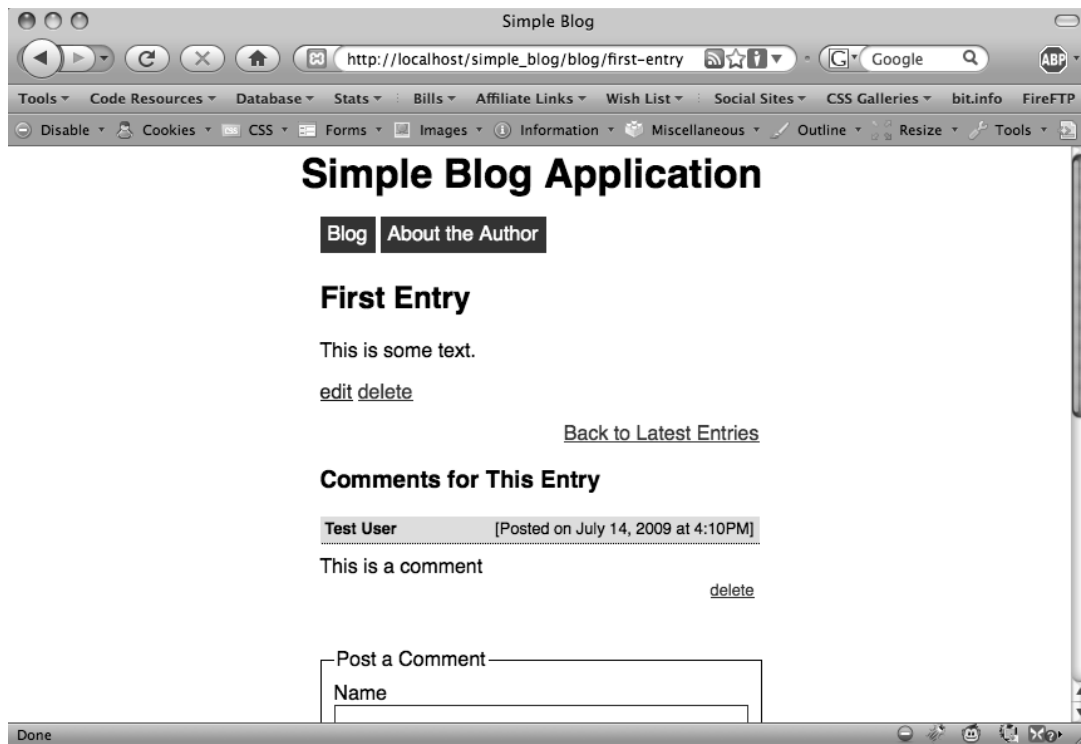 Simple Blog
http://localhost/simple_blog/blog/first-entry G Google ABP
Tools Code Resources Database Stats Bills Affiliate Links Wish List Social Sites CSS Galleries bit.info FireFTP
Disable Cookies CSS CSS Forms Images Information Miscellaneous Outline Resize Tools
Simple Blog Application
Blog About the Author
First Entry
This is some text.
edit delete
Back to Latest Entries
Comments for This Entry
Test User [Posted on July 14, 2009 at 4:10PM]
This is a comment
delete
Post a Comment
Name
Done